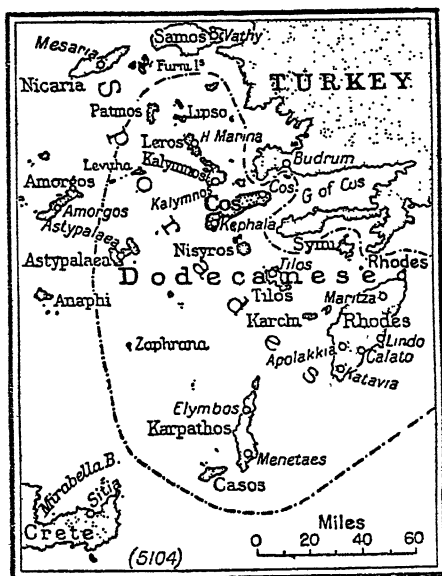 Samos Vathy
Mesaria
Furni Is
Nicaria
TURKEY
Patmos Lipso
Leros H Marina
Levitha
Kalymnos
Budrum
Amorgos
Kalymnos
Cos
Cos
G of Cos
Amorgos
Kephala
Astypalaea
Nisyros
Symi
Astypalaea
Tilos
Rhodes
Dodecanese
Anaphi
Tilos
Maritza
Karchi
Rhodes
Zaphrana
Lindo
Apolakkia
Calato
Katavia
Sporades
Elymbos
Karpathos
Menetaes
Casos
Mirabella B.
Sitia
Crete
Miles
(5104)
0 20 40 60